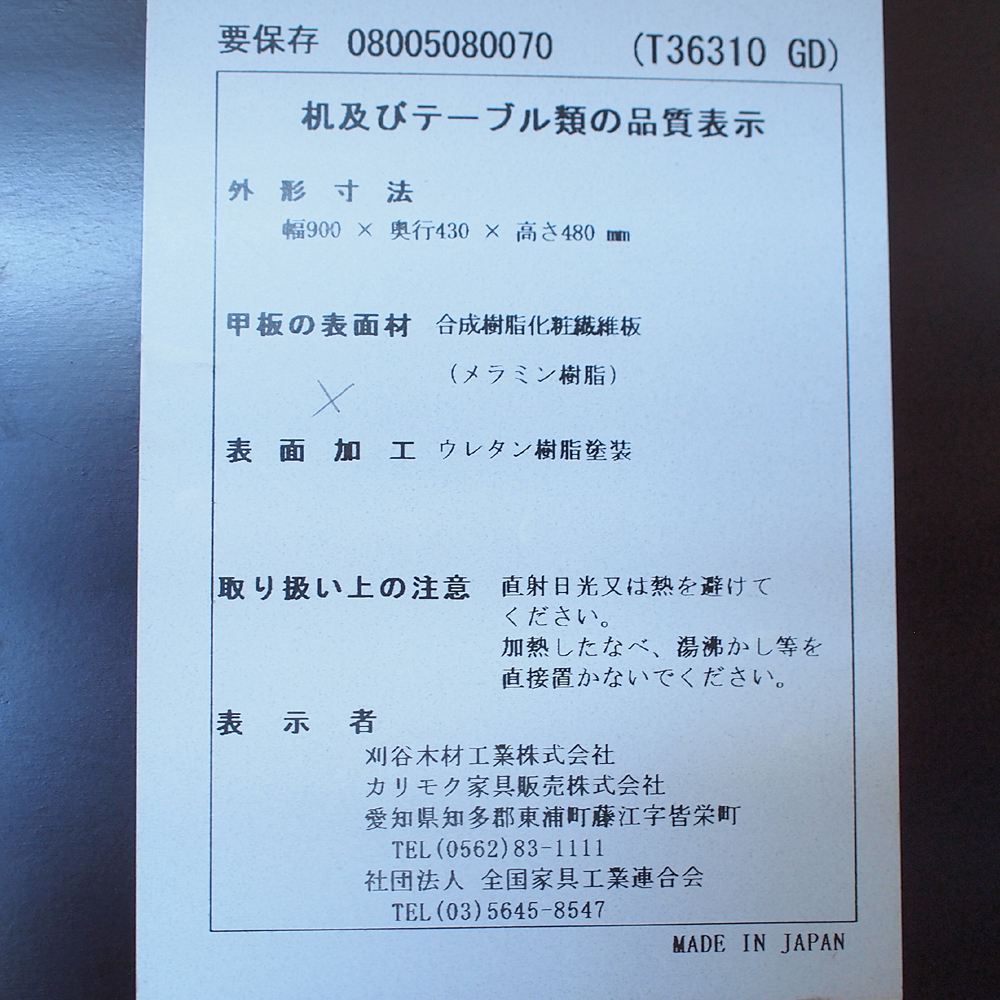 要保存 08005080070 (T36310 GD)
机及びテーブル類の品質表示
外形寸法
幅900 × 奥行430 × 高さ480 mm
甲板の表面材 合成樹脂化粧繊維板
(メラミン樹脂)
表面加工 ウレタン樹脂塗装
取り扱い上の注意 直射日光又は熱を避けて
ください。
加熱したなべ、湯沸かし等を
直接置かないでください。
表示者
刈谷木材工業株式会社
カリモク家具販売株式会社
愛知県知多郡東浦町藤江字皆栄町
TEL(0562)83-1111
社団法人 全国家具工業連合会
TEL(03)5645-8547
MADE IN JAPAN